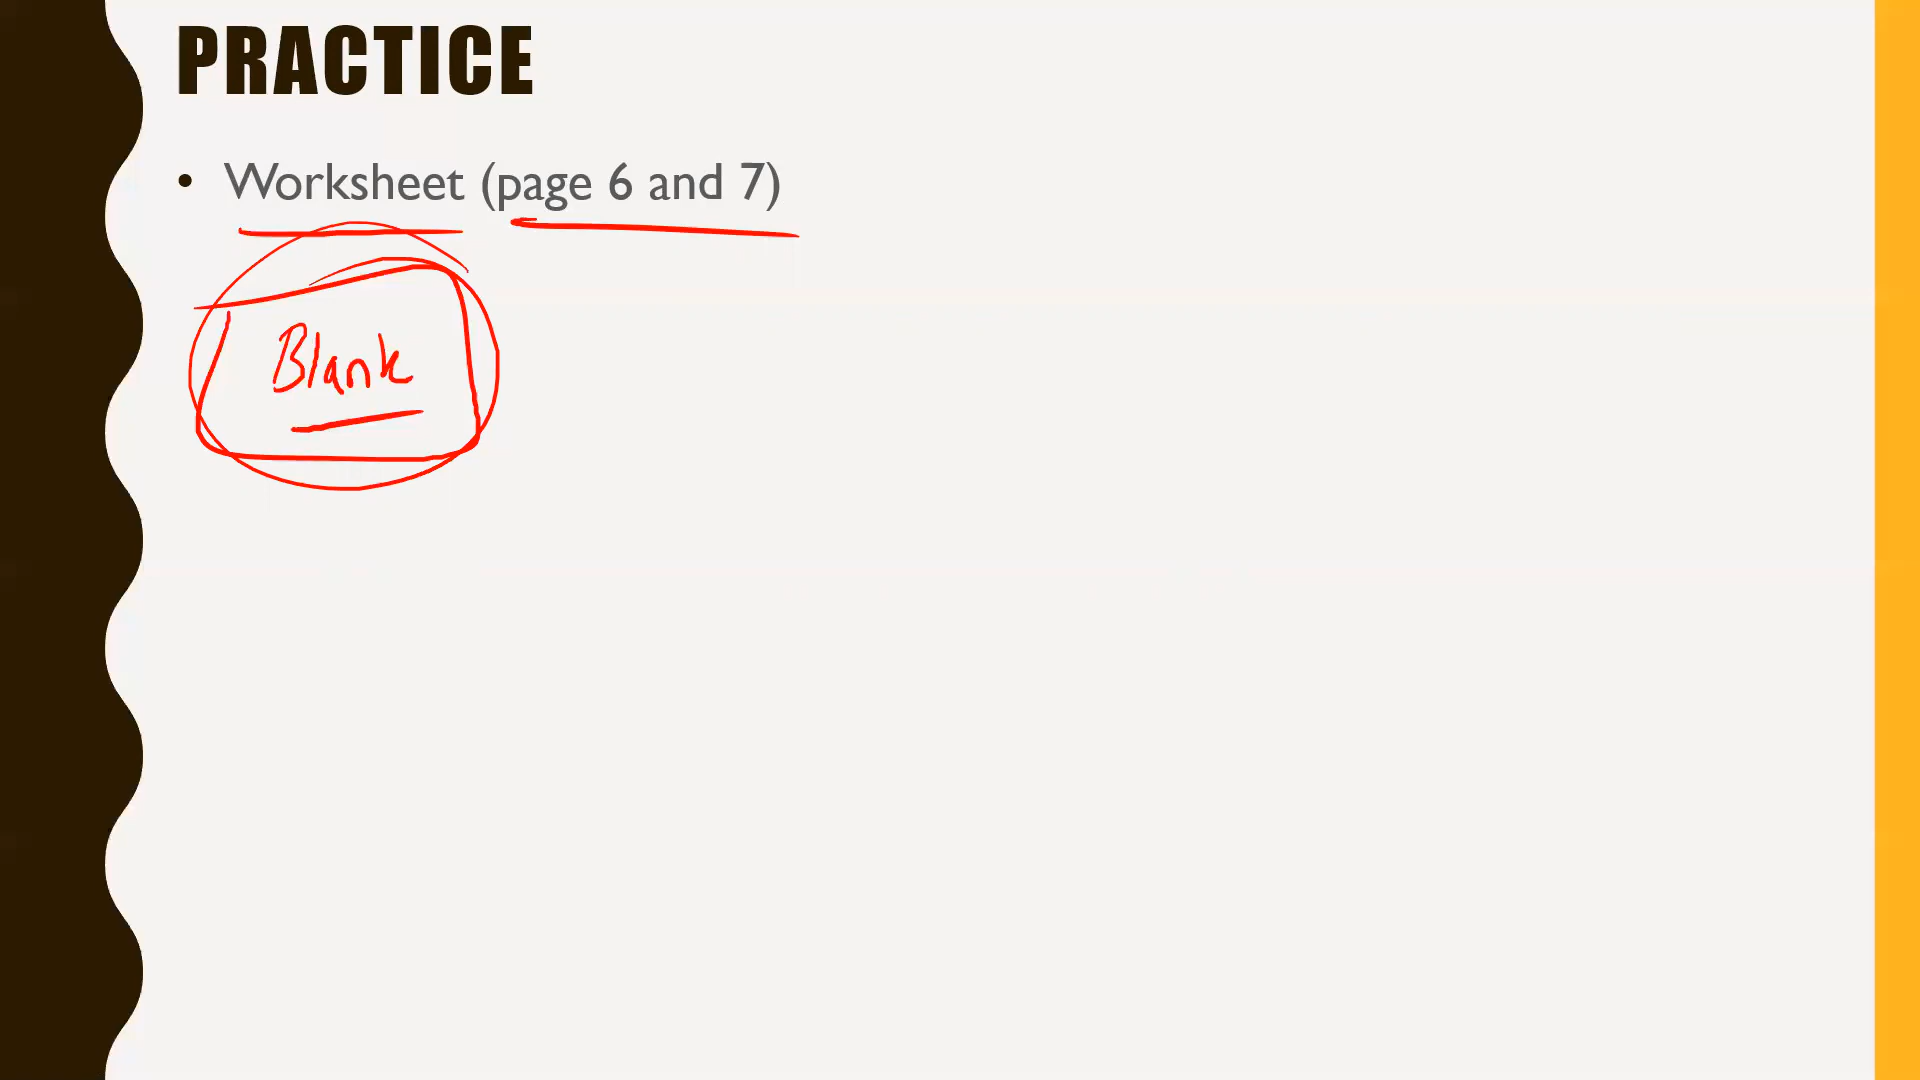 PRACTICE
• Worksheet (page 6 and 7)
Blank